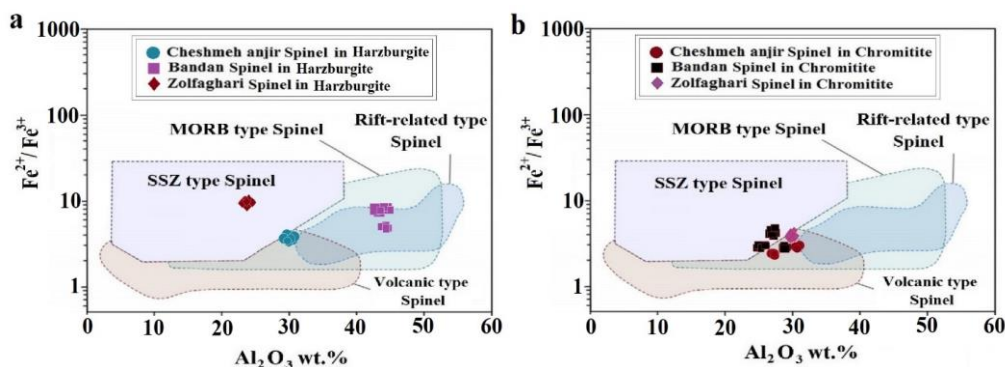 a
1000
100
10
1
Fe2+/ Fe3+
Cheshmeh anjir Spinel in Harzburgite
Bandan Spinel in Harzburgite
Zolfaghari Spinel in Harzburgite
MORB type Spinel
Rift-related type
Spinel
SSZ type Spinel
Volcanic type
Spinel
0 10 20 30 40 50 60
Al2O3 wt.%
b
1000
100
10
1
Fe2+/ Fe3+
Cheshmeh anjir Spinel in Chromitite
Bandan Spinel in Chromitite
Zolfaghari Spinel in Chromitite
MORB type Spinel
Rift-related type
Spinel
SSZ type Spinel
Volcanic type
Spinel
0 10 20 30 40 50 60
Al2O3 wt.%